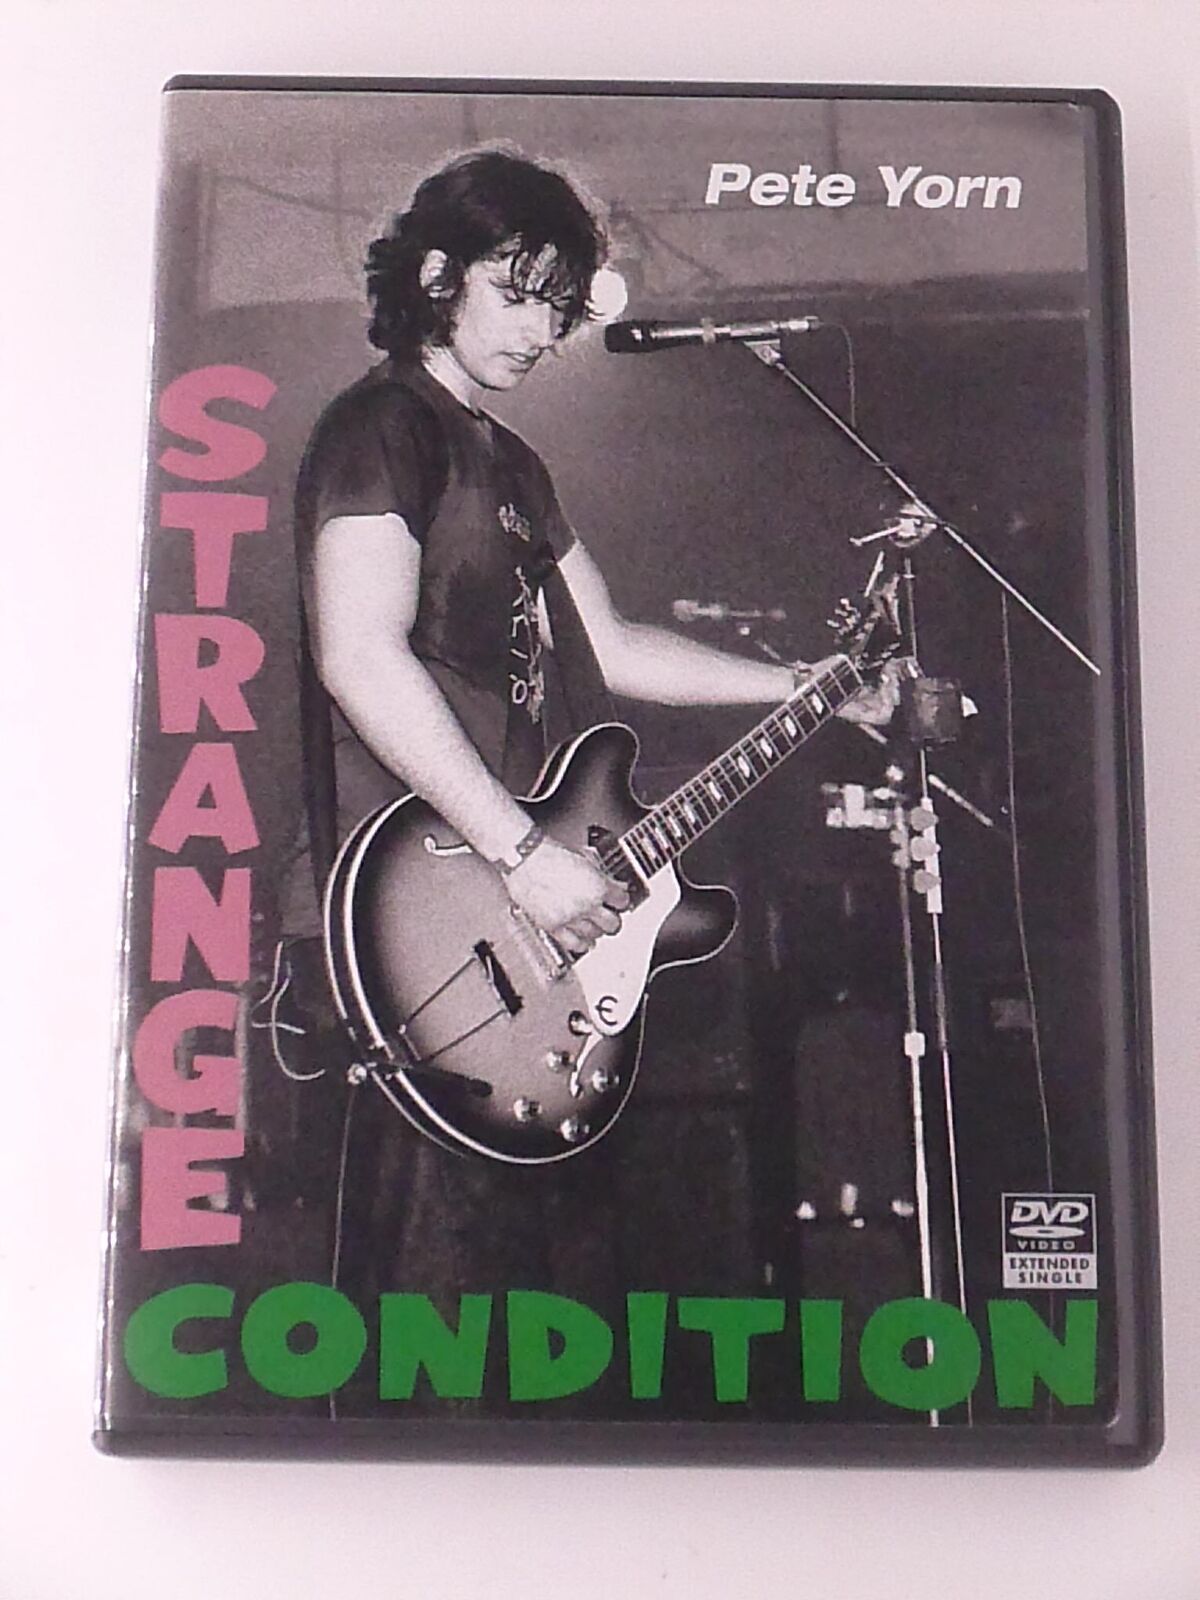 Pete Yorn
STRANGE
CONDITION
DVD
VIDEO
EXTENDED
SINGLE